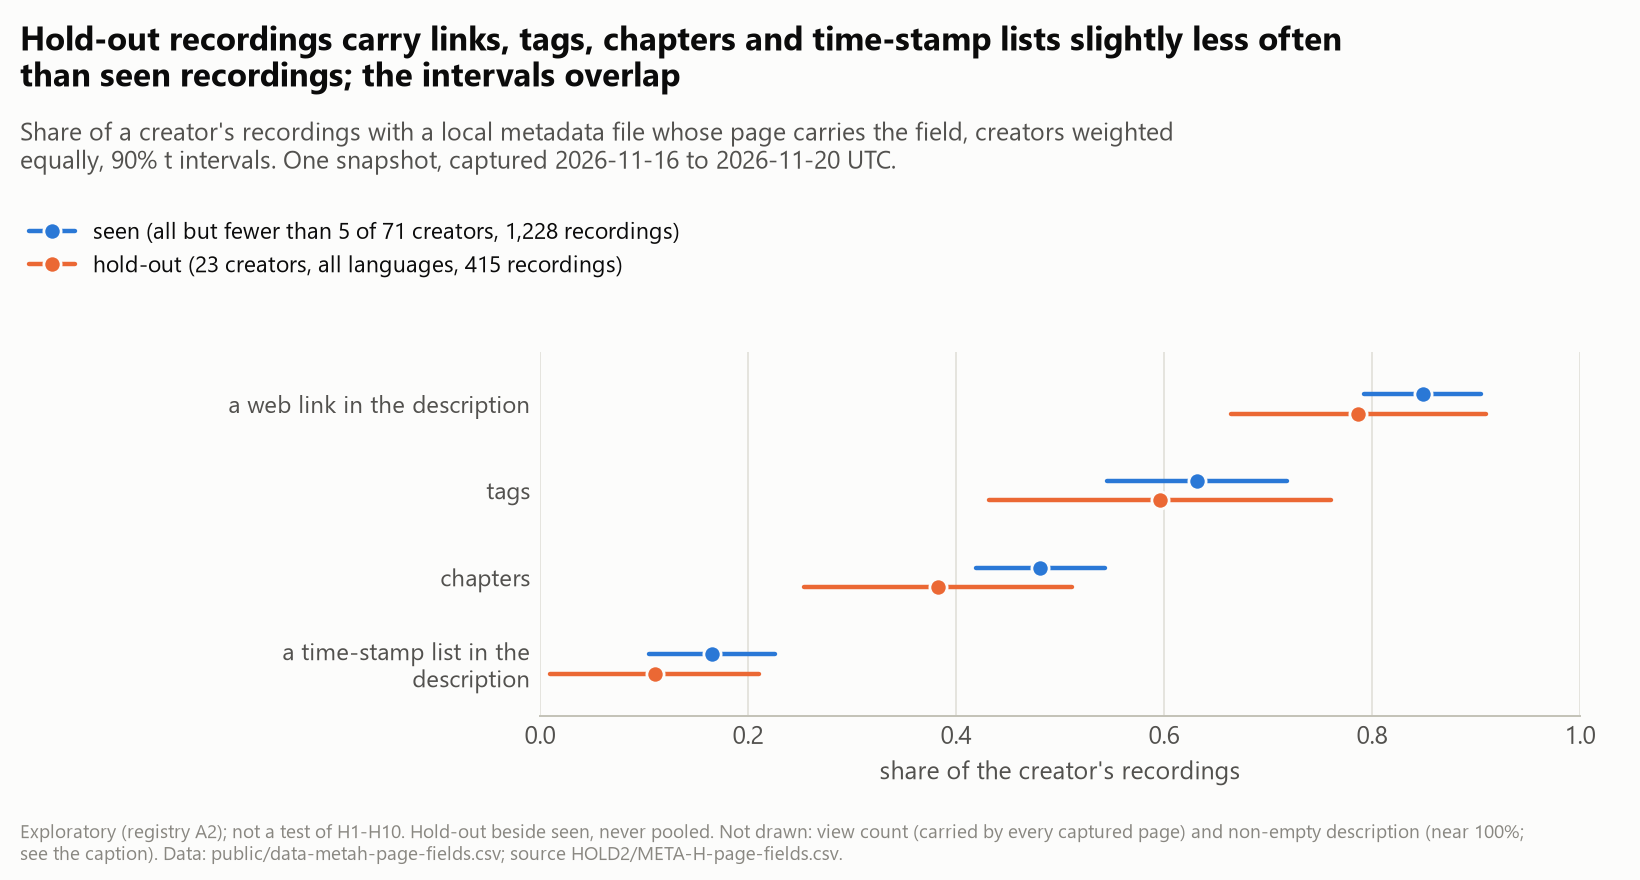 Hold-out recordings carry links, tags, chapters and time-stamp lists slightly less often
than seen recordings; the intervals overlap
Share of a creator's recordings with a local metadata file whose page carries the field, creators weighted
equally, 90% t intervals. One snapshot, captured 2026-11-16 to 2026-11-20 UTC.
seen (all but fewer than 5 of 71 creators, 1,228 recordings)
hold-out (23 creators, all languages, 415 recordings)
a web link in the description
tags
chapters
a time-stamp list in the
description
0.0 0.2 0.4 0.6 0.8 1.0
share of the creator's recordings
Exploratory (registry A2); not a test of H1-H10. Hold-out beside seen, never pooled. Not drawn: view count (carried by every captured page) and non-empty description (near 100%;
see the caption). Data: public/data-metah-page-fields.csv; source HOLD2/META-H-page-fields.csv.